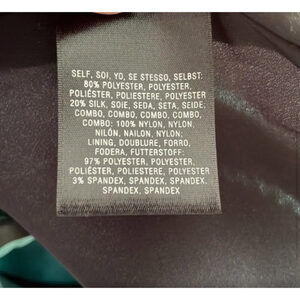 SELF, SOI, YO, SE STESSO, SELBST:
80% POLYESTER, POLYESTER,
POLIÉSTER, POLIESTERE, POLYESTER
20% SILK, SOIE, SEDA, SETA, SEIDE;
COMBO, COMBO, COMBO, COMBO,
COMBO: 100% NYLON, NYLON,
NILÓN, NAILON, NYLON;
LINING, DOUBLURE, FORRO,
FODERA, FUTTERSTOFF:
97% POLYESTER, POLYESTER,
POLIÉSTER, POLIESTERE, POLYESTER
3% SPANDEX, SPANDEX, SPANDEX,
SPANDEX, SPANDEX